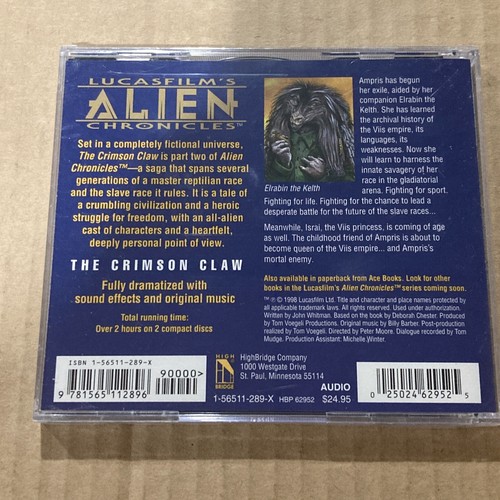 LUCASFILM'S
ALIEN
CHRONICLES™
Set in a completely fictional universe,
The Crimson Claw is part two of Alien
Chronicles™—a saga that spans several
generations of a master reptilian race
and the slave race it rules. It is a tale of
a crumbling civilization and a heroic
struggle for freedom, with an all-alien
cast of characters and a heartfelt,
deeply personal point of view.
THE CRIMSON CLAW
Fully dramatized with
sound effects and original music
Total running time:
Over 2 hours on 2 compact discs
Elrabin the Kelth
Ampris has begun
her exile, aided by her
companion Elrabin the
Kelth. She has learned
the archival history of
the Viis empire,
its languages, its
weaknesses. Now she
will learn to harness the
innate savagery of her
race in the gladiatorial
arena. Fighting for sport.
Fighting for life. Fighting for the chance to lead a
desperate battle for the future of the slave races...
Meanwhile, Israi, the Viis princess, is coming of age
as well. The childhood friend of Ampris is about to
become queen of the Viis empire... and Ampris's
mortal enemy.
Also available in paperback from Ace Books. Look for other
books in the Lucasfilm's Alien Chronicles™ series coming soon.
™ ® © 1998 Lucasfilm Ltd. Title and character and place names protected by
all applicable trademark laws. All rights reserved. Used under authorization.
Written by John Whitman. Based on the book by Deborah Chester. Produced
by Tom Voegeli Productions. Original music by Billy Barber. Post-production
realized by Tom Voegeli. Directed by Peter Moore. Dialogue recorded by Tom
Mudge. Production Assistant: Michelle Winter.
ISBN 1-56511-289-X
90000>
9 781565 112896
HIGH
BRIDGE
HighBridge Company
1000 Westgate Drive
St. Paul, Minnesota 55114
AUDIO
1-56511-289-X HBP 62952 $24.95
0 25024 62952 5